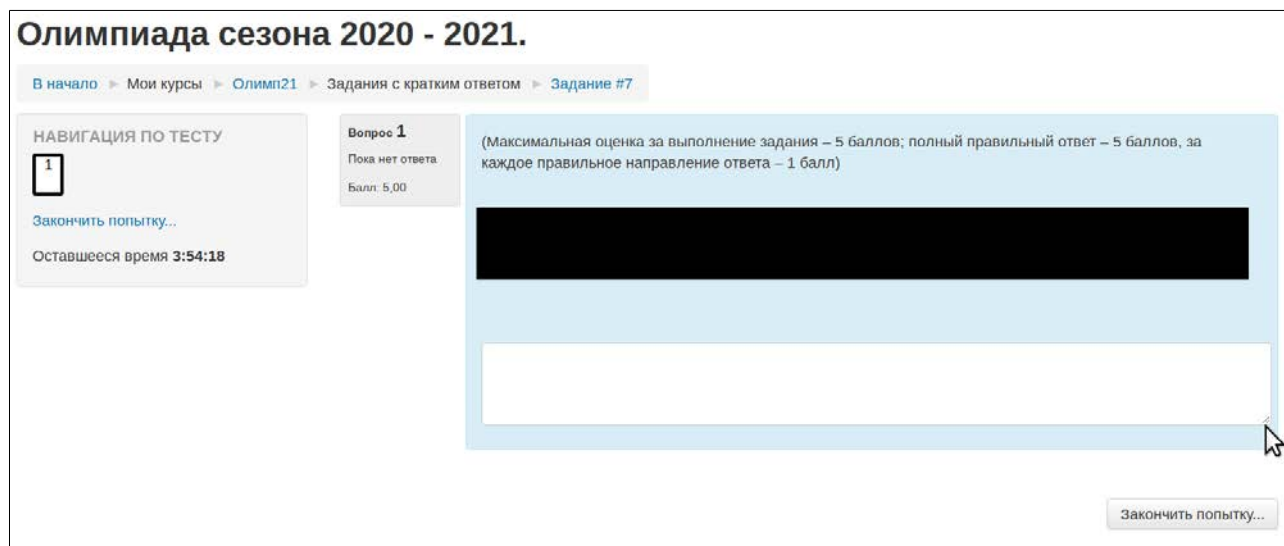 Олимпиада сезона 2020 - 2021.
В начало ► Мои курсы ► Олимп21 ► Задания с кратким ответом ► Задание #7
НАВИГАЦИЯ ПО ТЕСТУ
1
Закончить попытку...
Оставшееся время 3:54:18
Вопрос 1
Пока нет ответа
Балл: 5,00
(Максимальная оценка за выполнение задания – 5 баллов; полный правильный ответ – 5 баллов, за
каждое правильное направление ответа – 1 балл)
Закончить попытку...